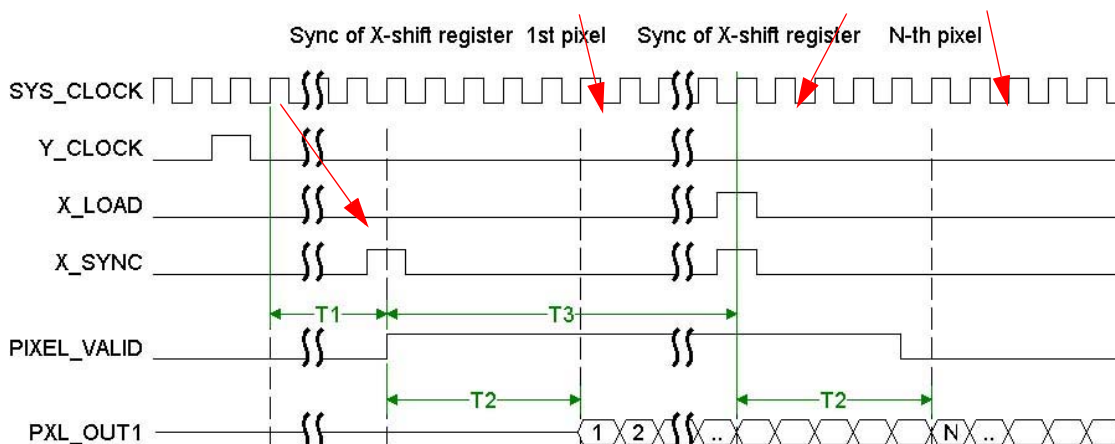 Sync of X-shift register 1st pixel Sync of X-shift register N-th pixel
SYS_CLOCK
Y_CLOCK
X_LOAD
X_SYNC
T1 T3
PIXEL_VALID
T2 T2
PXL_OUT1 1 2 .. N ..